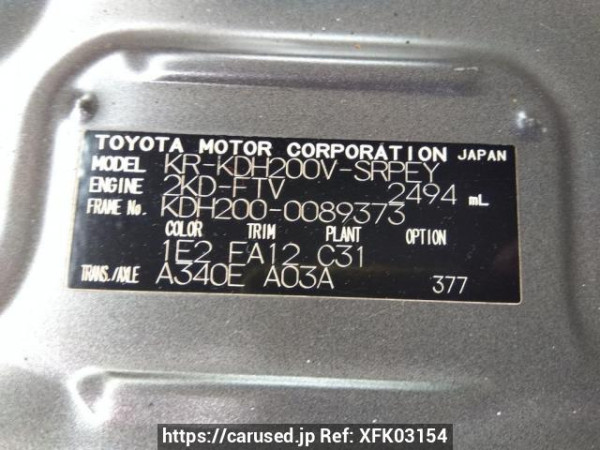 TOYOTA MOTOR CORPORATION JAPAN
MODEL KR-KDH200V-SRPEY
ENGINE 2KD-FTV 2494 mL
FRAME No. KDH200-0089373
COLOR TRIM PLANT OPTION
1E2 FA12 C31
TRANS./AXLE A340E A03A 377
https://carused.jp Ref: XFK03154